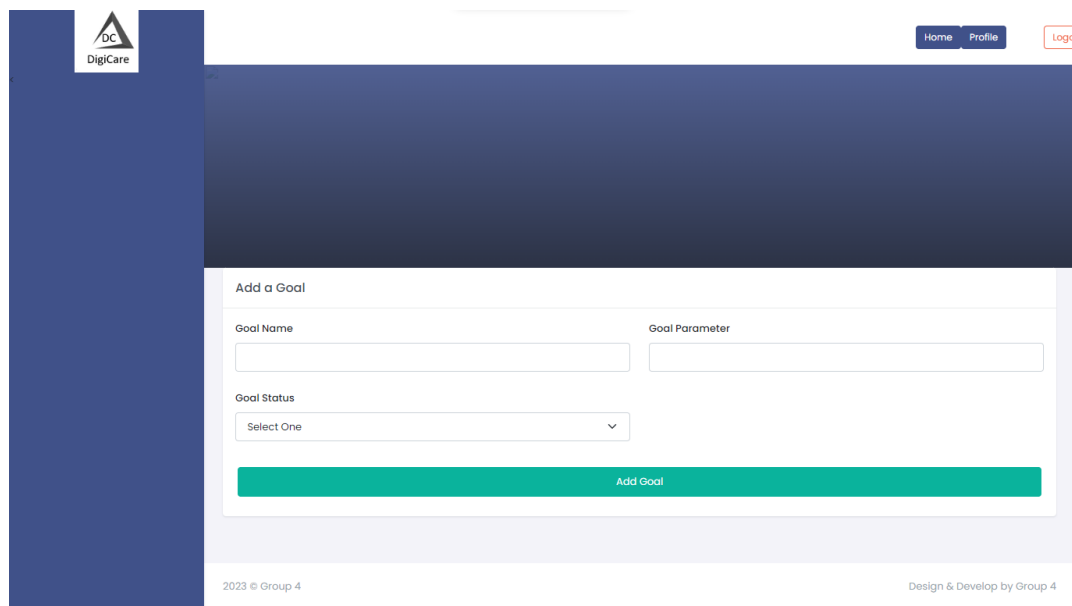 DC
DigiCare
Home Profile
Add a Goal
Goal Name Goal Parameter
Goal Status
Select One
Add Goal
2023 © Group 4 Design & Develop by Group 4